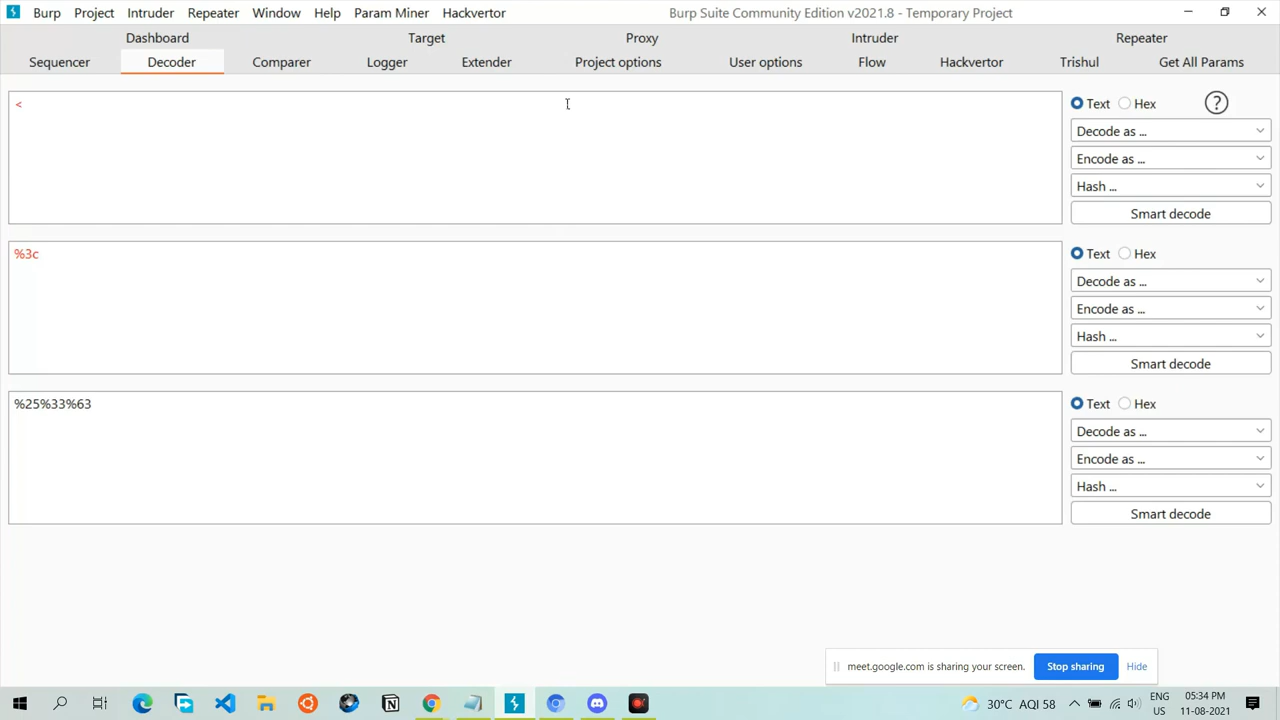 Burp Project Intruder Repeater Window Help Param Miner Hackvertor Burp Suite Community Edition v2021.8 - Temporary Project
Dashboard Target Proxy Intruder Repeater
Sequencer Decoder Comparer Logger Extender Project options User options Flow Hackvertor Trishul Get All Params
<
Text Hex ?
Decode as ...
Encode as ...
Hash ...
Smart decode
%3c
Text Hex
Decode as ...
Encode as ...
Hash ...
Smart decode
%25%33%63
Text Hex
Decode as ...
Encode as ...
Hash ...
Smart decode
meet.google.com is sharing your screen. Stop sharing Hide
30°C AQI 58
ENG
US
05:34 PM
11-08-2021